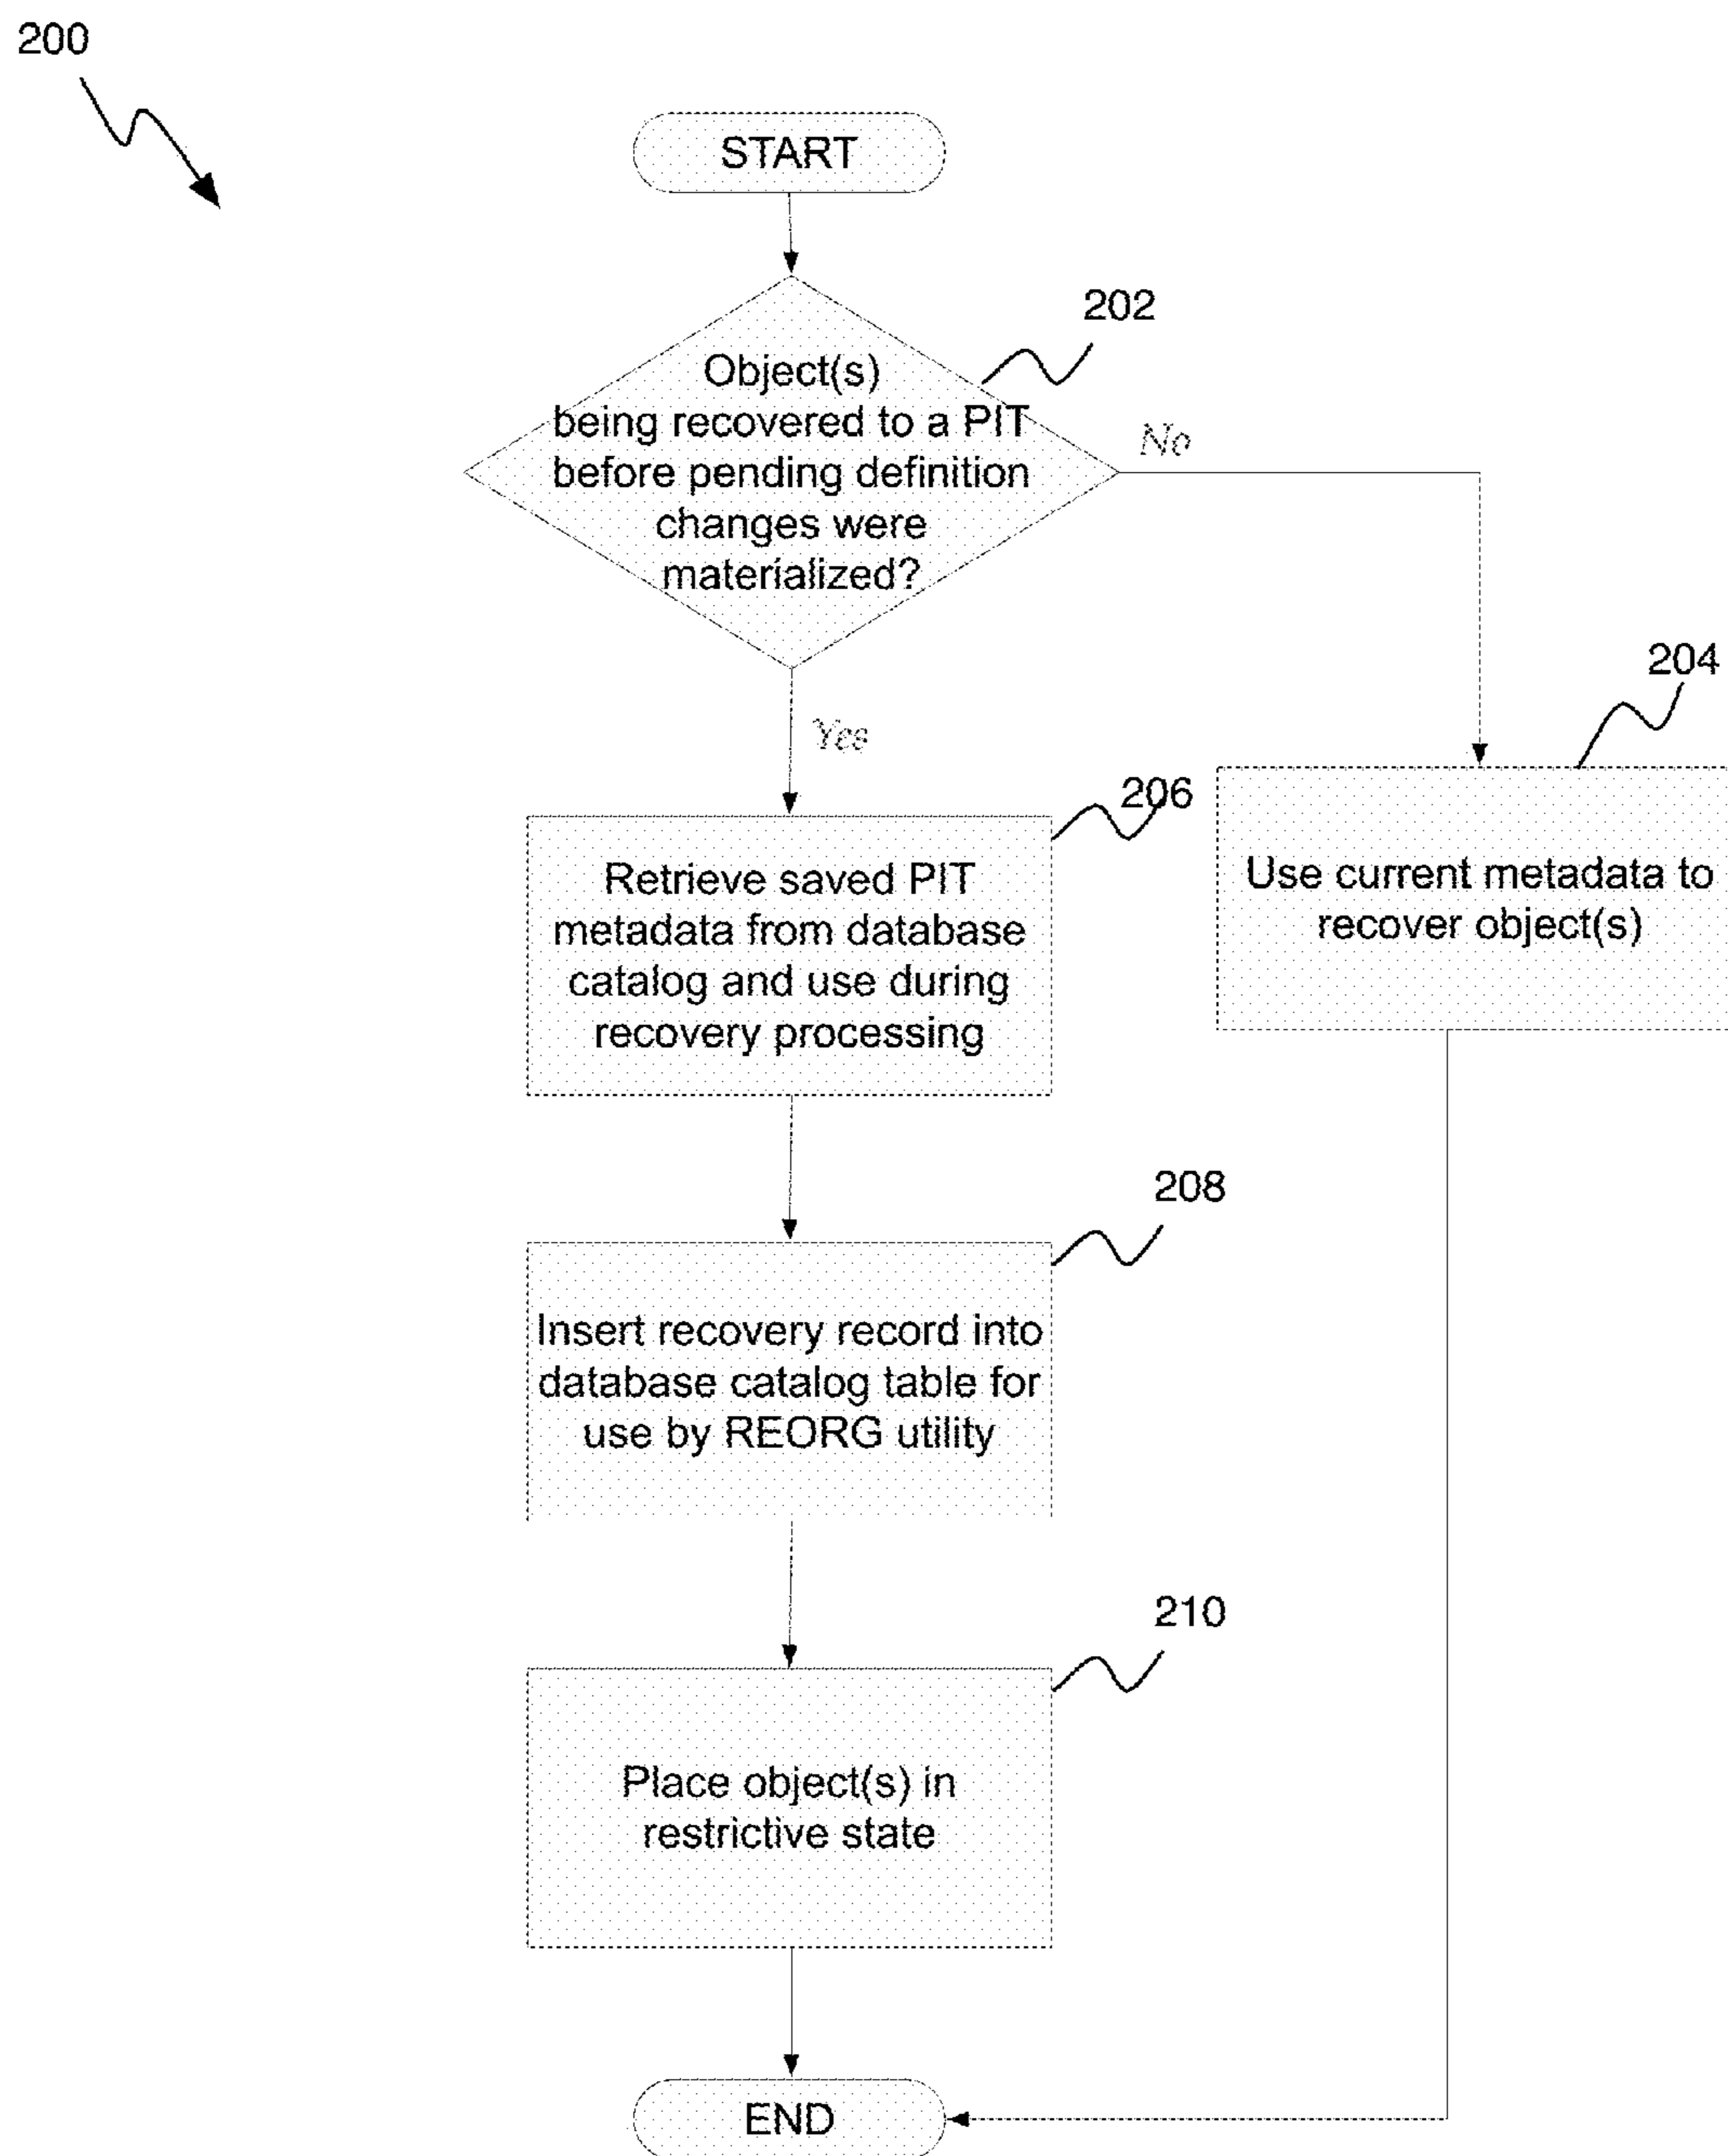 200
START
202
Object(s)
being recovered to a PIT
before pending definition
changes were
materialized?
No
Yes
204
206
Use current metadata to
recover object(s)
Retrieve saved PIT
metadata from database
catalog and use during
recovery processing
208
Insert recovery record into
database catalog table for
use by REORG utility
210
Place object(s) in
restrictive state
END